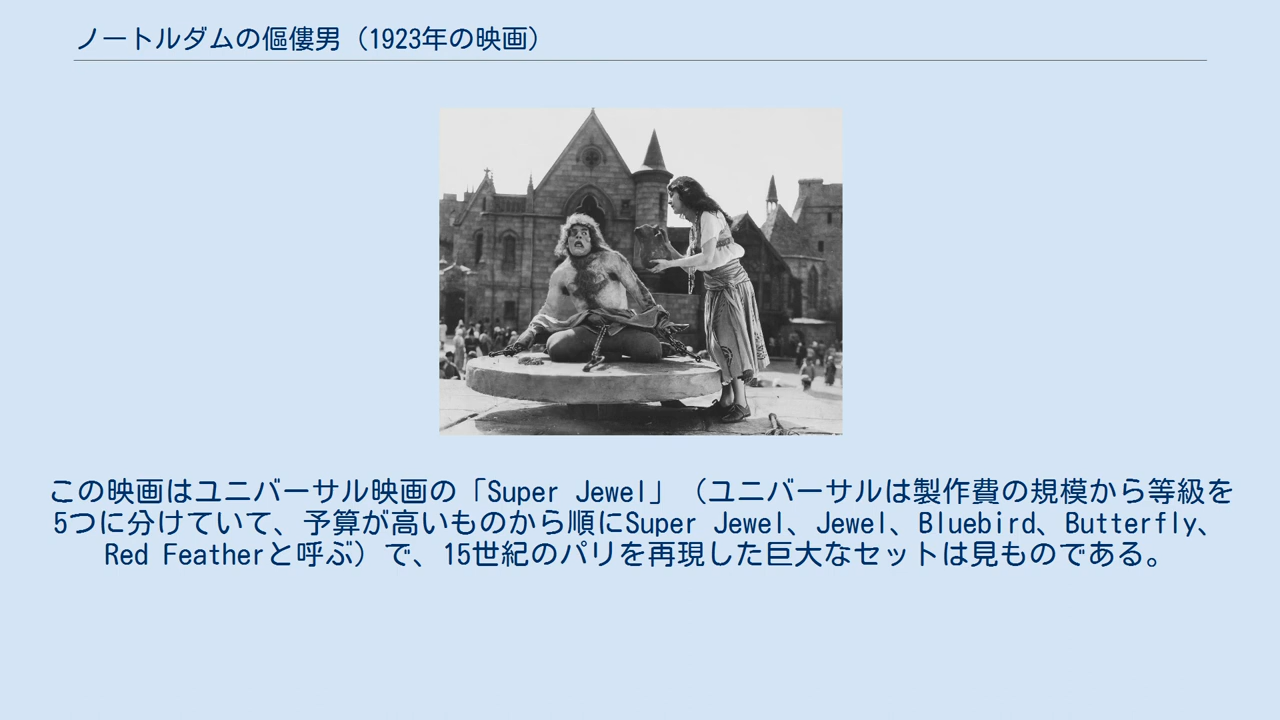 ノートルダムの傴僂男（1923年の映画）
この映画はユニバーサル映画の「Super Jewel」（ユニバーサルは製作費の規模から等級を
5つに分けていて、予算が高いものから順にSuper Jewel、Jewel、Bluebird、Butterfly、
Red Featherと呼ぶ）で、15世紀のパリを再現した巨大なセットは見ものである。